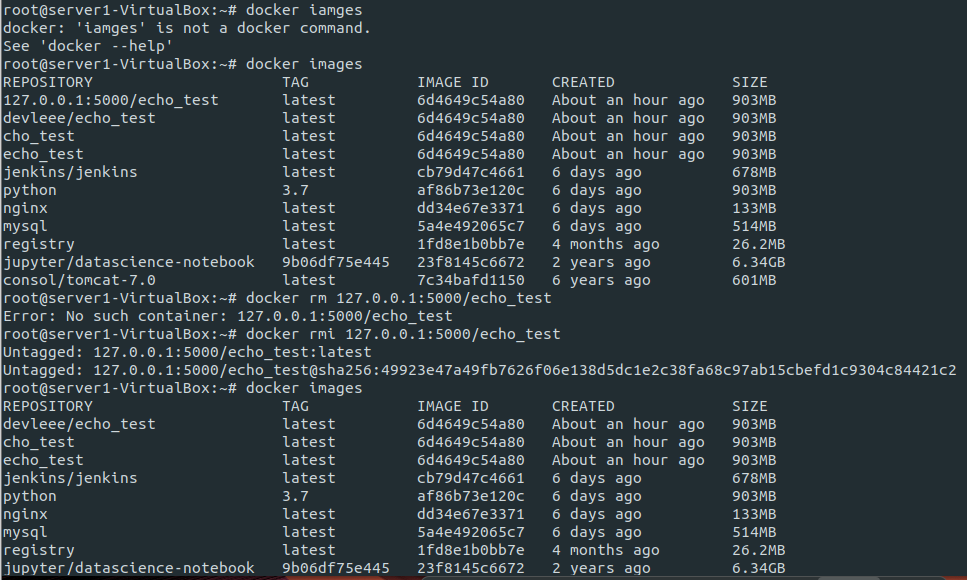 root@server1-VirtualBox:~# docker iamges
docker: 'iamges' is not a docker command.
See 'docker --help'
root@server1-VirtualBox:~# docker images
REPOSITORY TAG IMAGE ID CREATED SIZE
127.0.0.1:5000/echo_test latest 6d4649c54a80 About an hour ago 903MB
devleee/echo_test latest 6d4649c54a80 About an hour ago 903MB
cho_test latest 6d4649c54a80 About an hour ago 903MB
echo_test latest 6d4649c54a80 About an hour ago 903MB
jenkins/jenkins latest cb79d47c4661 6 days ago 678MB
python 3.7 af86b73e120c 6 days ago 903MB
nginx latest dd34e67e3371 6 days ago 133MB
mysql latest 5a4e492065c7 6 days ago 514MB
registry latest 1fd8e1b0bb7e 4 months ago 26.2MB
jupyter/datascience-notebook 9b06df75e445 23f8145c6672 2 years ago 6.34GB
consol/tomcat-7.0 latest 7c34bafd1150 6 years ago 601MB
root@server1-VirtualBox:~# docker rm 127.0.0.1:5000/echo_test
Error: No such container: 127.0.0.1:5000/echo_test
root@server1-VirtualBox:~# docker rmi 127.0.0.1:5000/echo_test
Untagged: 127.0.0.1:5000/echo_test:latest
Untagged: 127.0.0.1:5000/echo_test@sha256:49923e47a49fb7626f06e138d5dc1e2c38fa68c97ab15cbefd1c9304c84421c2
root@server1-VirtualBox:~# docker images
REPOSITORY TAG IMAGE ID CREATED SIZE
devleee/echo_test latest 6d4649c54a80 About an hour ago 903MB
cho_test latest 6d4649c54a80 About an hour ago 903MB
echo_test latest 6d4649c54a80 About an hour ago 903MB
jenkins/jenkins latest cb79d47c4661 6 days ago 678MB
python 3.7 af86b73e120c 6 days ago 903MB
nginx latest dd34e67e3371 6 days ago 133MB
mysql latest 5a4e492065c7 6 days ago 514MB
registry latest 1fd8e1b0bb7e 4 months ago 26.2MB
jupyter/datascience-notebook 9b06df75e445 23f8145c6672 2 years ago 6.34GB